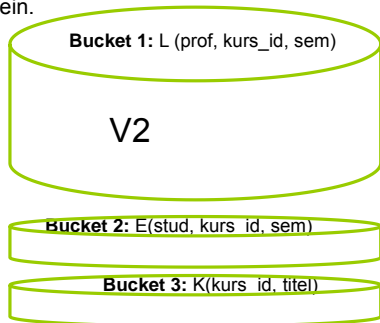 ein.
Bucket 1: L (prof, kurs_id, sem)
V2
Bucket 2: E(stud, kurs_id, sem)
Bucket 3: K(kurs_id, titel)